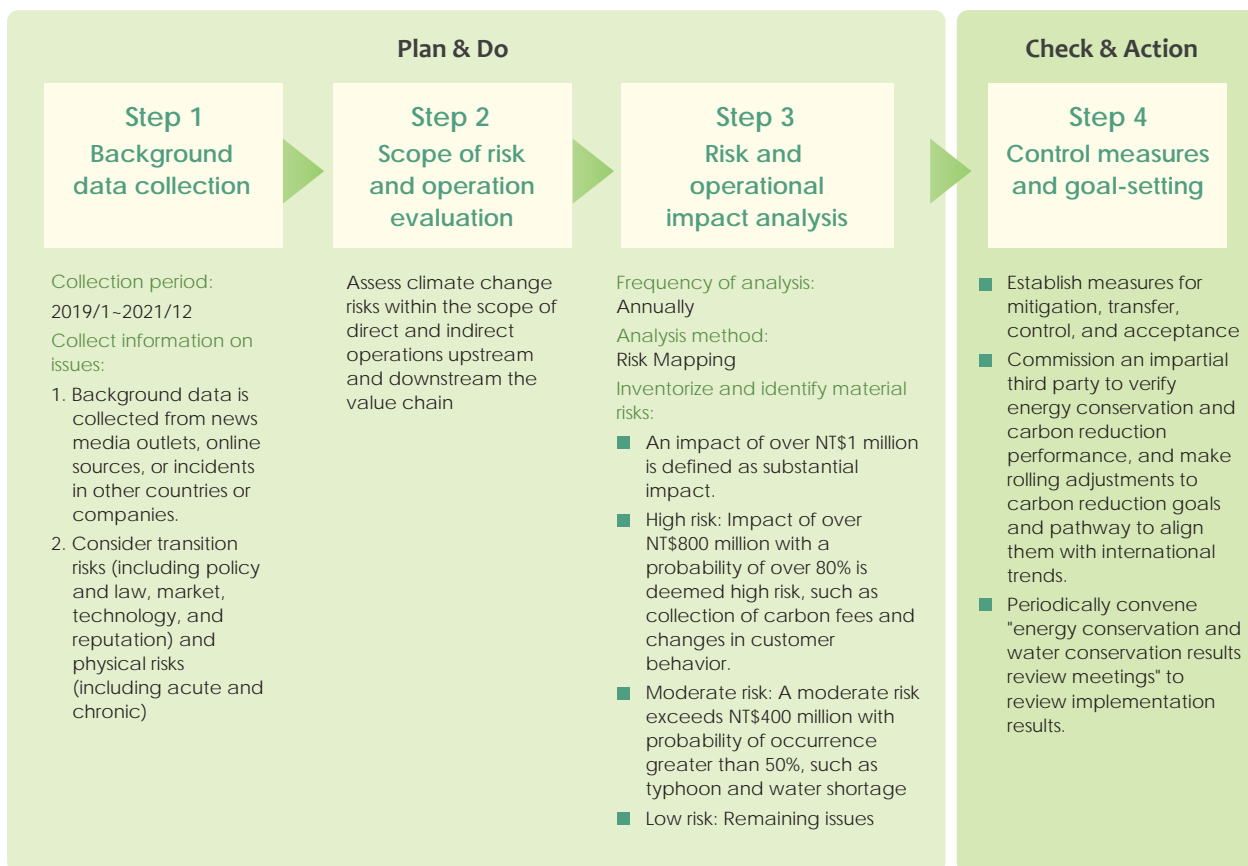 Plan & Do
Step 1
Background
data collection
Collection period:
2019/1~2021/12
Collect information on
issues:
1. Background data is
collected from news
media outlets, online
sources, or incidents
in other countries or
companies.
2. Consider transition
risks (including policy
and law, market,
technology, and
reputation) and
physical risks
(including acute and
chronic)
Step 2
Scope of risk
and operation
evaluation
Assess climate change
risks within the scope of
direct and indirect
operations upstream
and downstream the
value chain
Step 3
Risk and
operational
impact analysis
Frequency of analysis:
Annually
Analysis method:
Risk Mapping
Inventorize and identify material
risks:
An impact of over NT$1 million
is defined as substantial
impact.
High risk: Impact of over
NT$800 million with a
probability of over 80% is
deemed high risk, such as
collection of carbon fees and
changes in customer
behavior.
Moderate risk: A moderate risk
exceeds NT$400 million with
probability of occurrence
greater than 50%, such as
typhoon and water shortage
Low risk: Remaining issues
Check & Action
Step 4
Control measures
and goal-setting
Establish measures for
mitigation, transfer,
control, and acceptance
Commission an impartial
third party to verify
energy conservation and
carbon reduction
performance, and make
rolling adjustments to
carbon reduction goals
and pathway to align
them with international
trends.
Periodically convene
"energy conservation and
water conservation results
review meetings" to
review implementation
results.